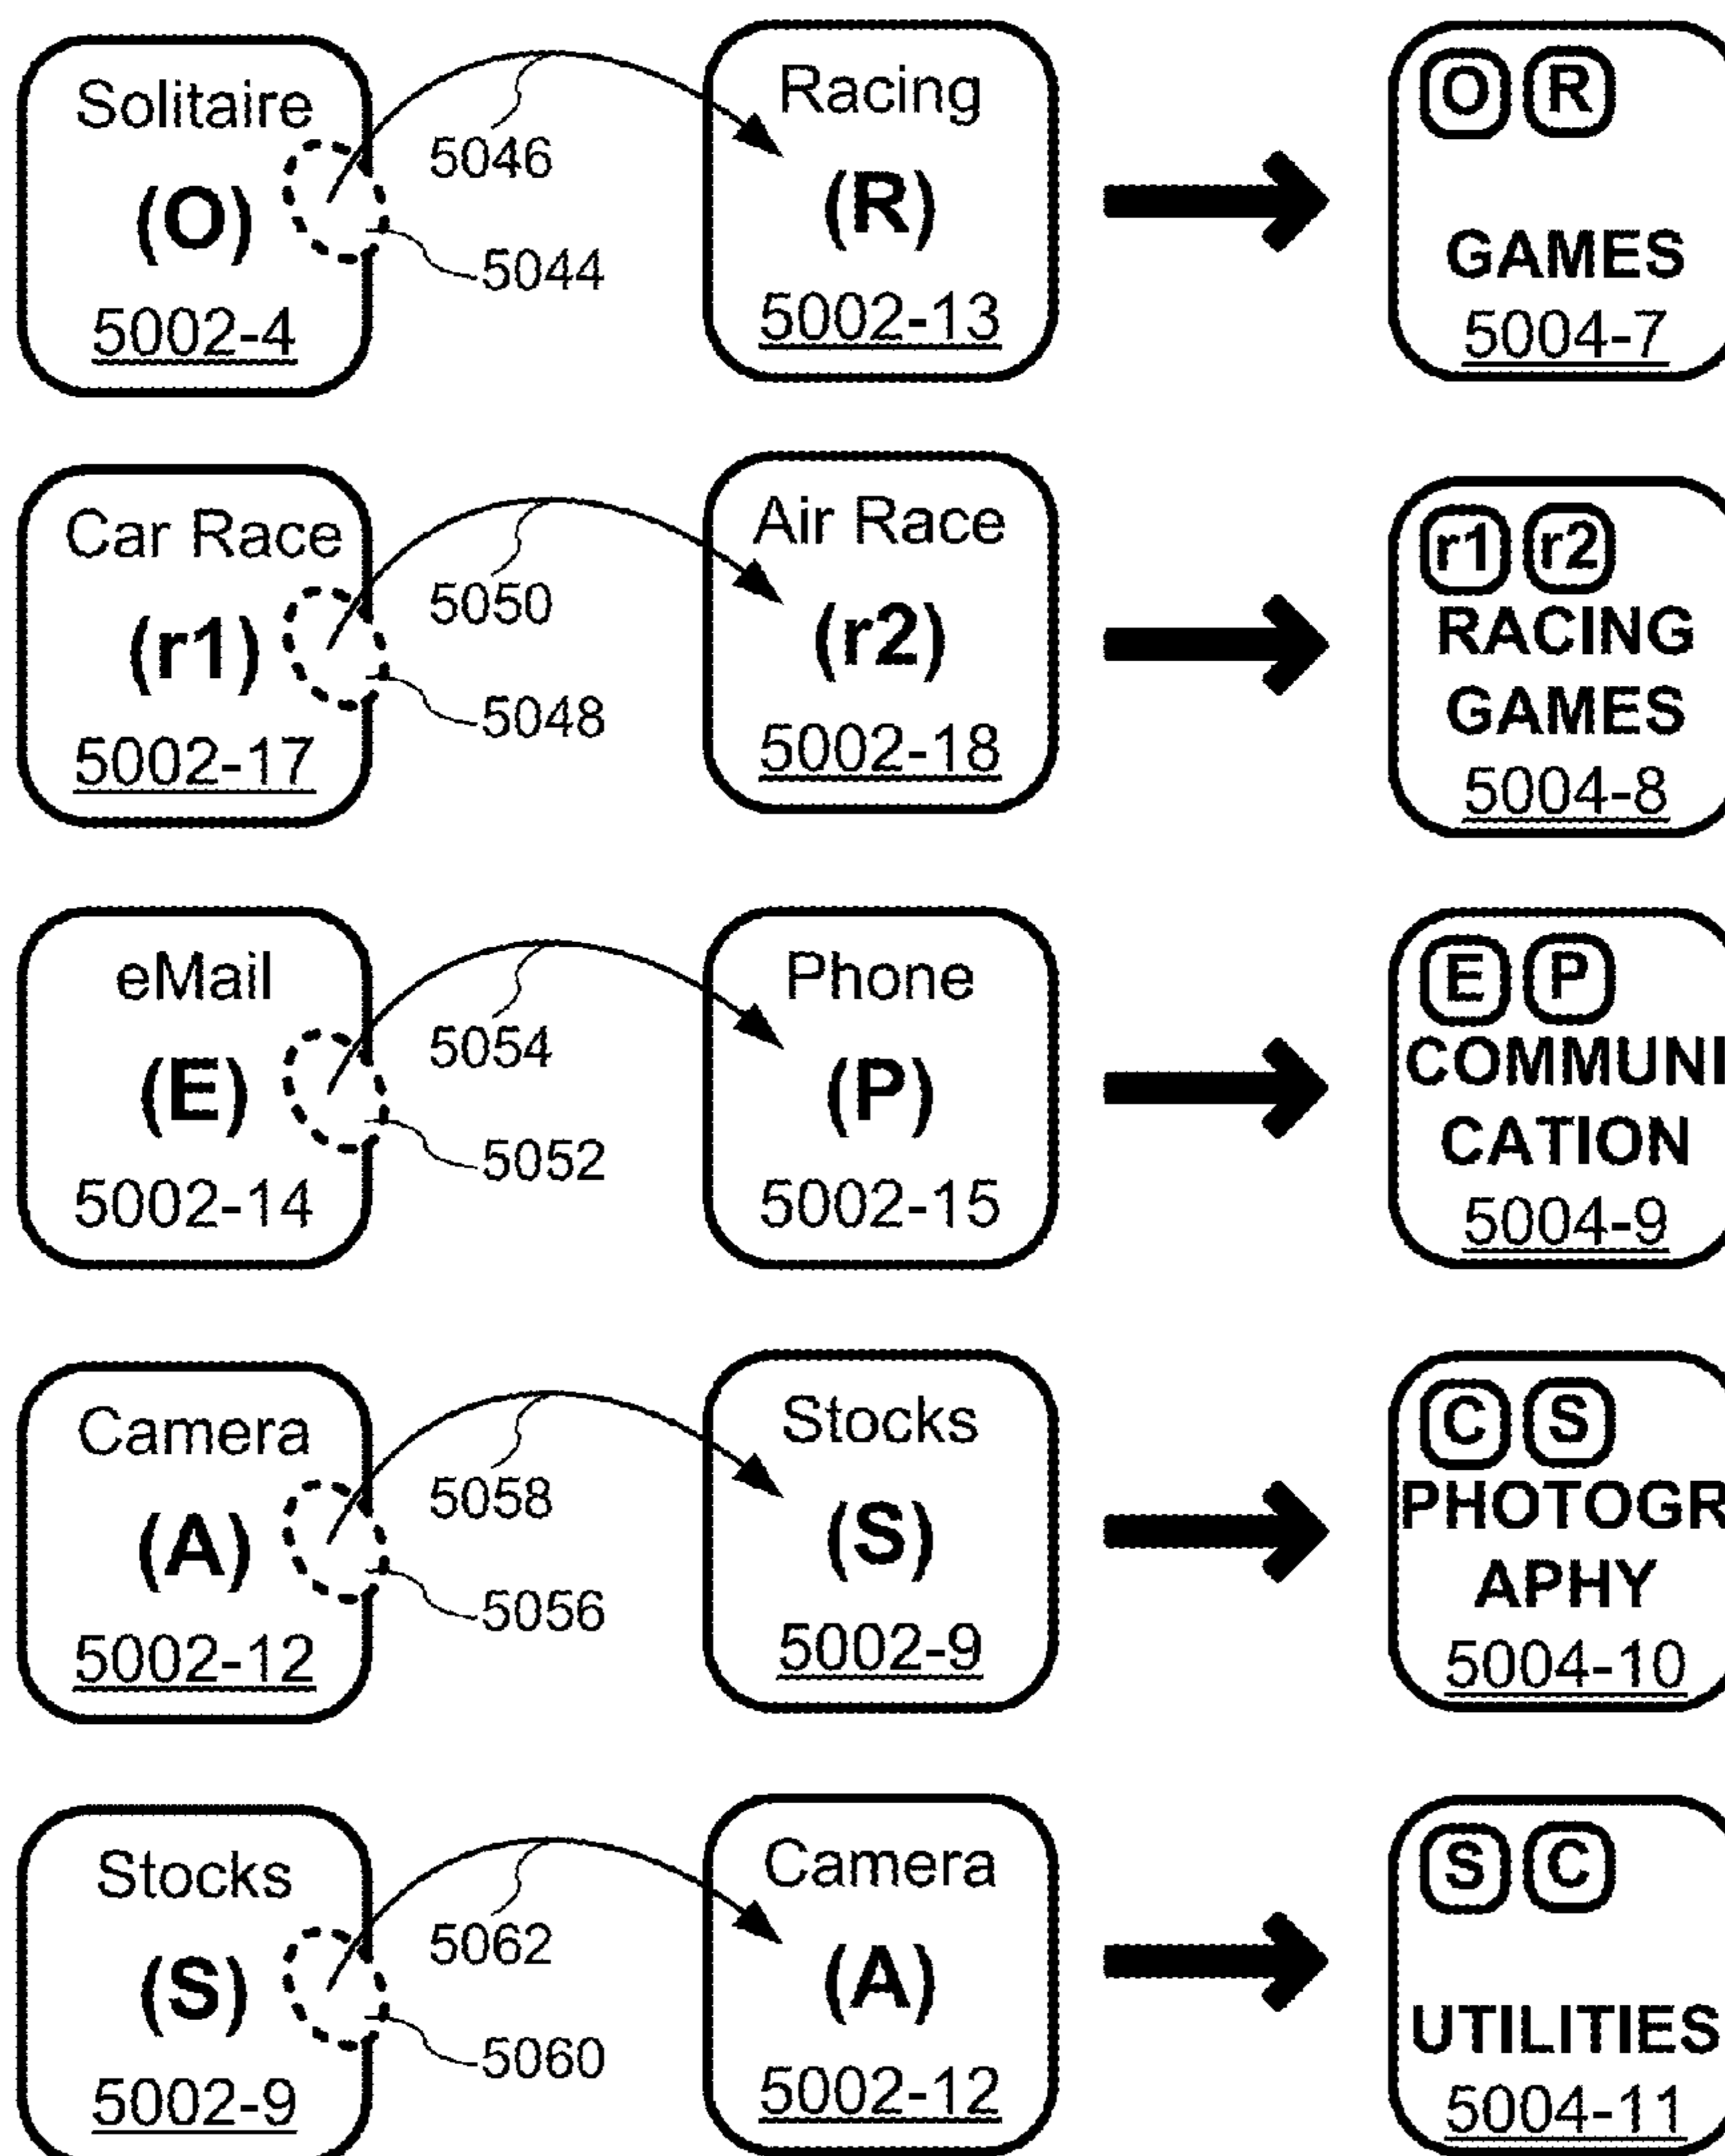 Solitaire
(O)
5002-4
5046
5044
Racing
(R)
5002-13
O R
GAMES
5004-7
Car Race
(r1)
5002-17
5050
5048
Air Race
(r2)
5002-18
r1 r2
RACING
GAMES
5004-8
eMail
(E)
5002-14
5054
5052
Phone
(P)
5002-15
E P
COMMUNI
CATION
5004-9
Camera
(A)
5002-12
5058
5056
Stocks
(S)
5002-9
C S
PHOTOGR
APHY
5004-10
Stocks
(S)
5002-9
5062
5060
Camera
(A)
5002-12
S C
UTILITIES
5004-11